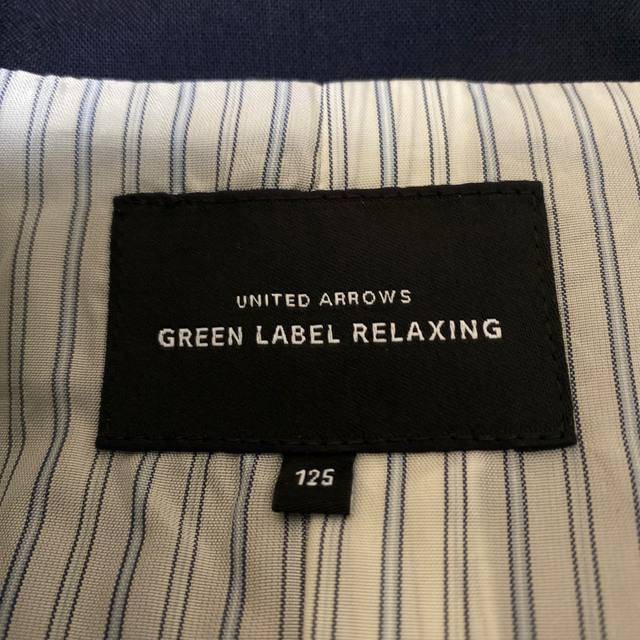 UNITED ARROWS
GREEN LABEL RELAXING
125